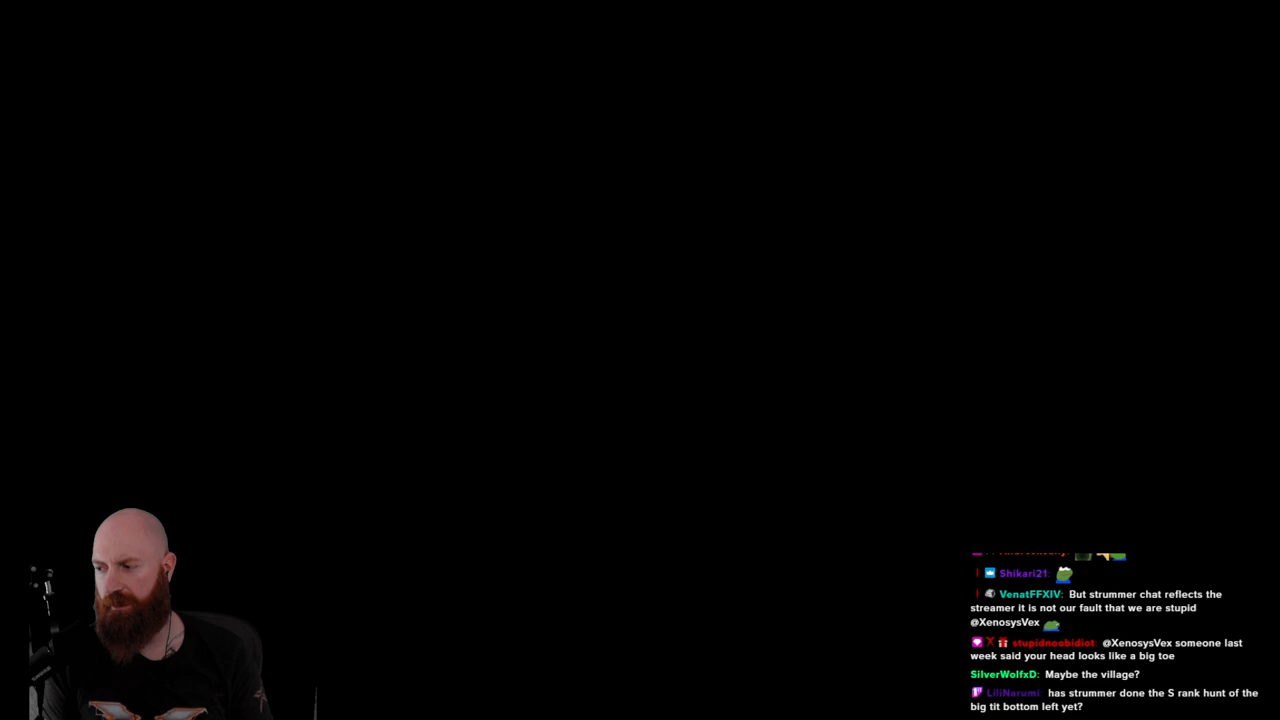 Shikari21:
VenatFFXIV: But strummer chat reflects the
streamer it is not our fault that we are stupid
@XenosysVex
stupidnoobidiot: @XenosysVex someone last
week said your head looks like a big toe
SilverWolfxD: Maybe the village?
LiliNarumi: has strummer done the S rank hunt of the
big tit bottom left yet?